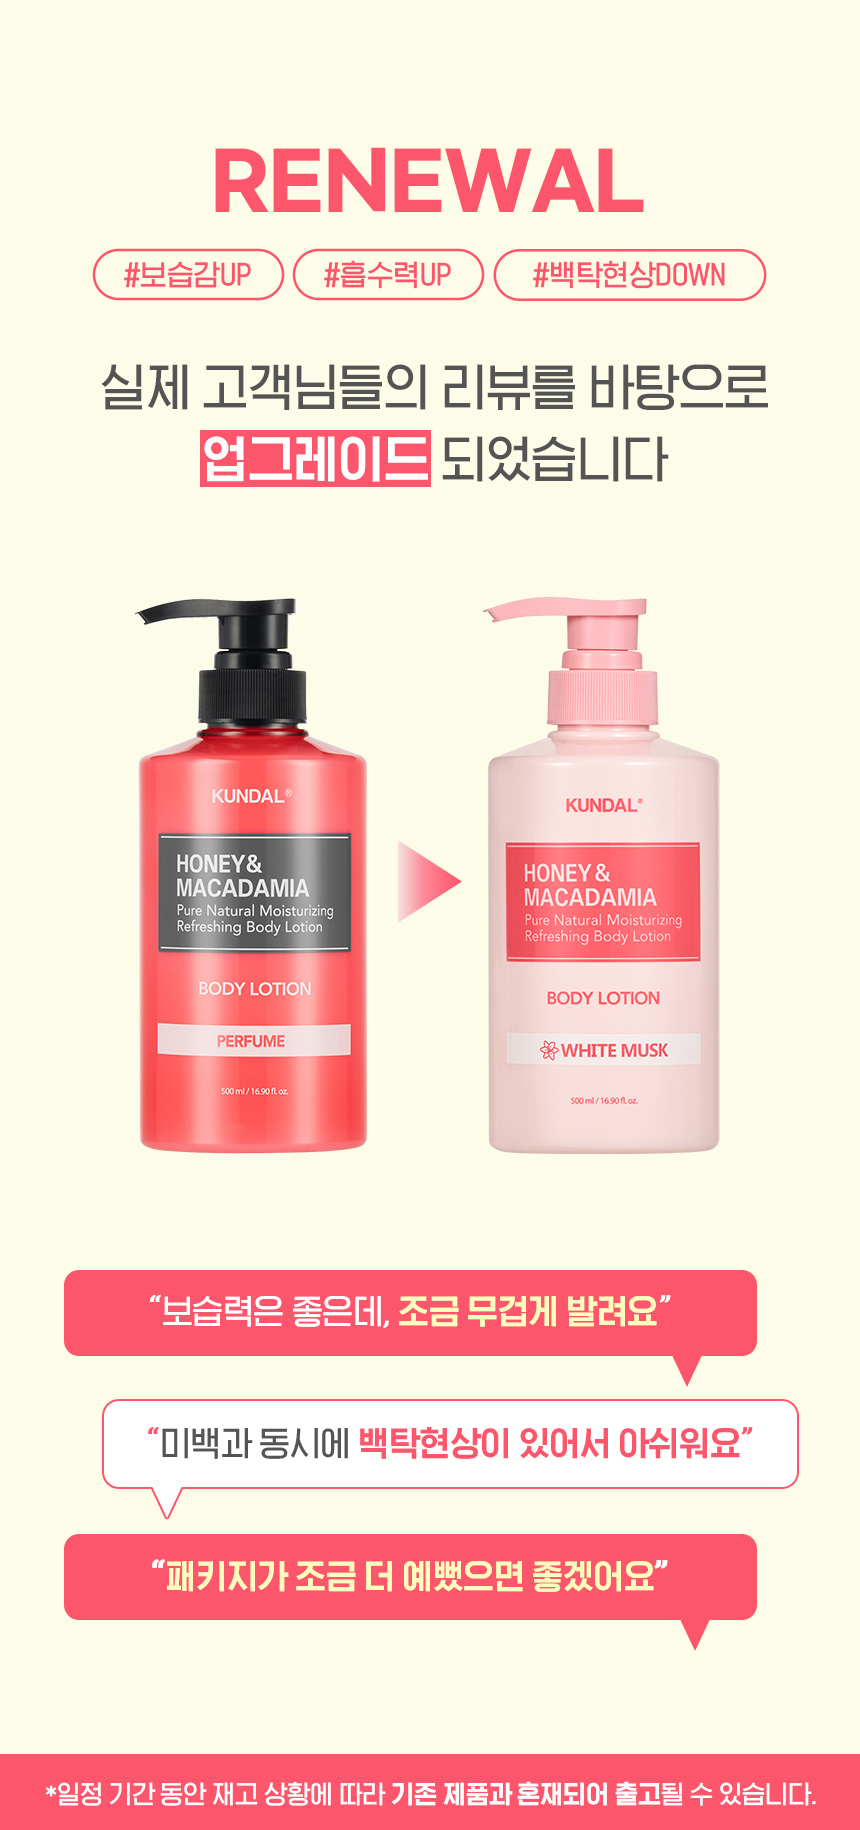 RENEWAL
#보습감UP #흡수력UP #백탁현상DOWN
실제 고객님들의 리뷰를 바탕으로
업그레이드 되었습니다
KUNDAL®
HONEY&
MACADAMIA
Pure Natural Moisturizing
Refreshing Body Lotion
BODY LOTION
PERFUME
500 ml / 16.90 fl. oz.
KUNDAL®
HONEY &
MACADAMIA
Pure Natural Moisturizing
Refreshing Body Lotion
BODY LOTION
WHITE MUSK
500 ml / 16.90 fl. oz.
“보습력은 좋은데, 조금 무겁게 발려요”
“미백과 동시에 백탁현상이 있어서 아쉬워요”
“패키지가 조금 더 예뻤으면 좋겠어요”
*일정 기간 동안 재고 상황에 따라 기존 제품과 혼재되어 출고될 수 있습니다.